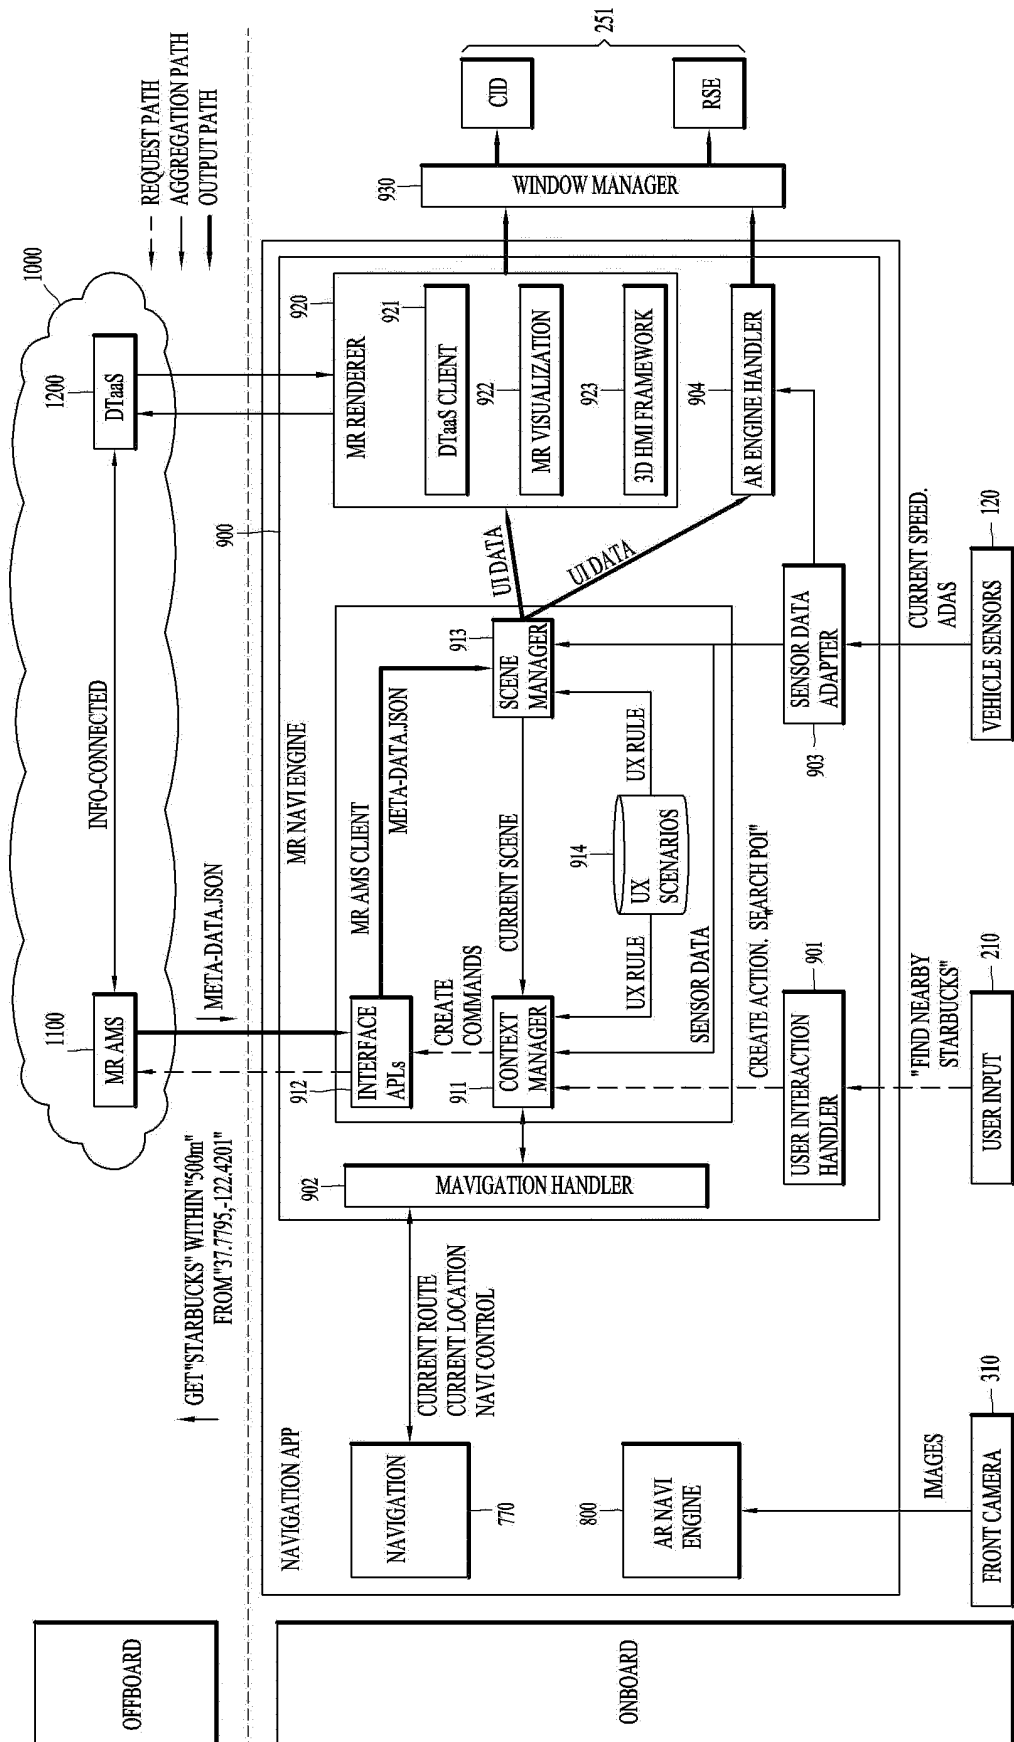 OFFBOARD
ONBOARD
GET "STARBUCKS" WITHIN "500m"
FROM "37.7795,-122.4201"
1100
MR AMS
META-DATA.JSON
INFO-CONNECTED
1200
DTaaS
1000
REQUEST PATH
AGGREGATION PATH
OUTPUT PATH
NAVIGATION APP
NAVIGATION
770
800
AR NAVI
ENGINE
IMAGES
FRONT CAMERA
310
CURRENT ROUTE
CURRENT LOCATION
NAVI CONTROL
MR NAVI ENGINE
900
902
MAVIGATION HANDLER
MR AMS CLIENT
912
INTERFACE
APLs
META-DATA.JSON
CREATE
COMMANDS
911
CONTEXT
MANAGER
CURRENT SCENE
913
SCENE
MANAGER
UX RULE
914
UX
SCENARIOS
UX RULE
SENSOR DATA
CREATE ACTION. "SEARCH POI"
USER INTERACTION
HANDLER
901
"FIND NEARBY
STARBUCKS"
USER INPUT
210
SENSOR DATA
ADAPTER
903
CURRENT SPEED.
ADAS
VEHICLE SENSORS
120
UI DATA
UI DATA
920
MR RENDERER
921
DTaaS CLIENT
922
MR VISUALIZATION
923
3D HMI FRAMEWORK
904
AR ENGINE HANDLER
930
WINDOW MANAGER
CID
RSE
251